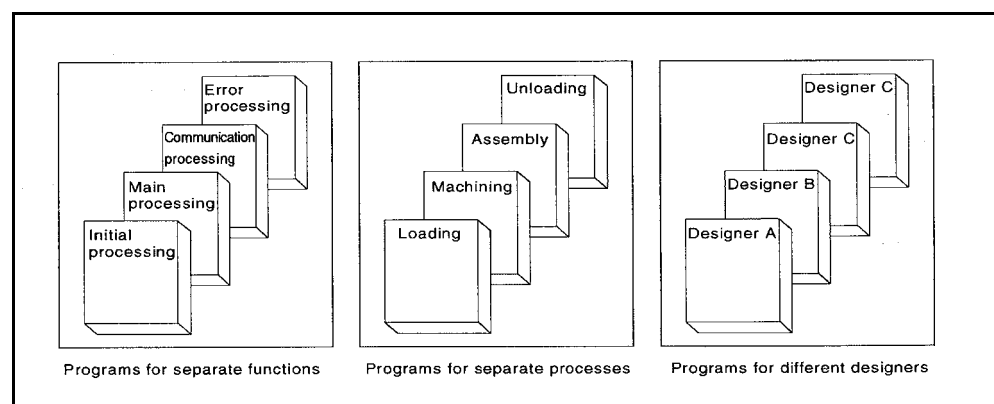 Error
processing
Communication
processing
Main
processing
Initial
processing
Programs for separate functions
Unloading
Assembly
Machining
Loading
Programs for separate processes
Designer C
Designer C
Designer B
Designer A
Programs for different designers